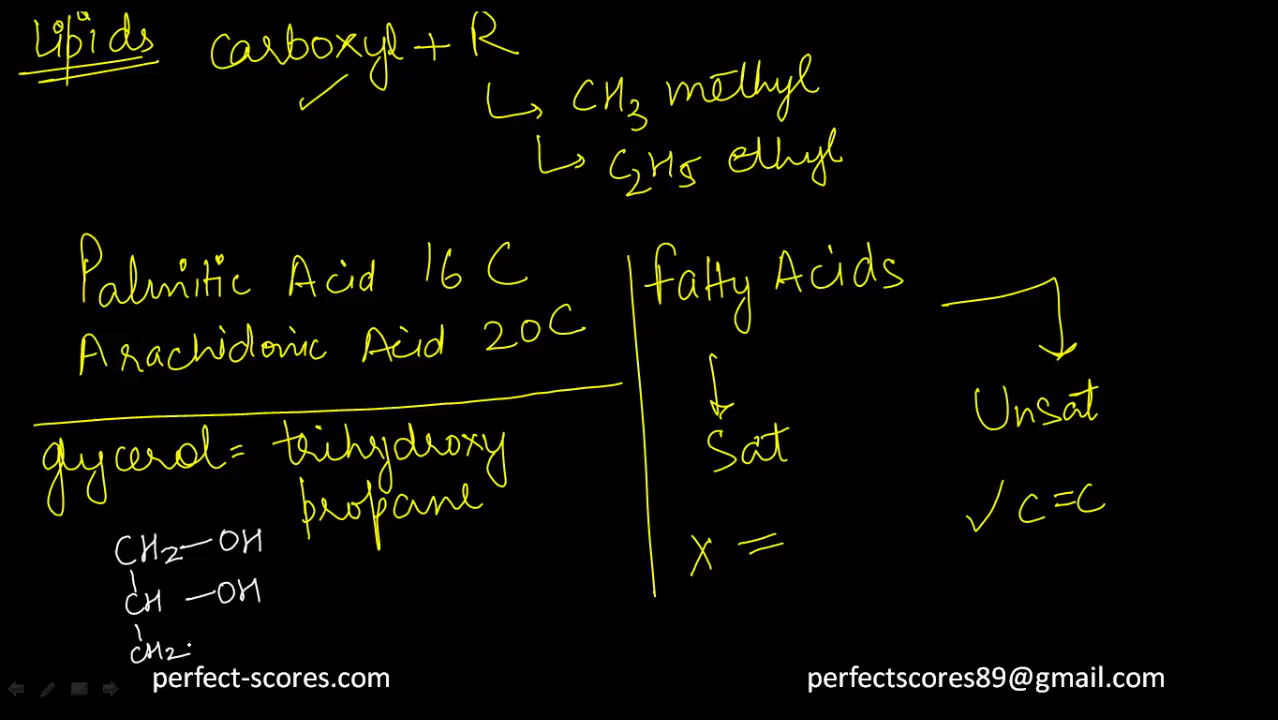 Lipids carboxyl + R
CH3 methyl
C2H5 ethyl
Palmitic Acid 16 C
Arachidonic Acid 20C
glycerol = trihydroxy
propane
CH2-OH
CH-OH
CH2.
Fatty Acids
Sat
Unsat
x =
✓ C=C
perfect-scores.com
perfectscores89@gmail.com